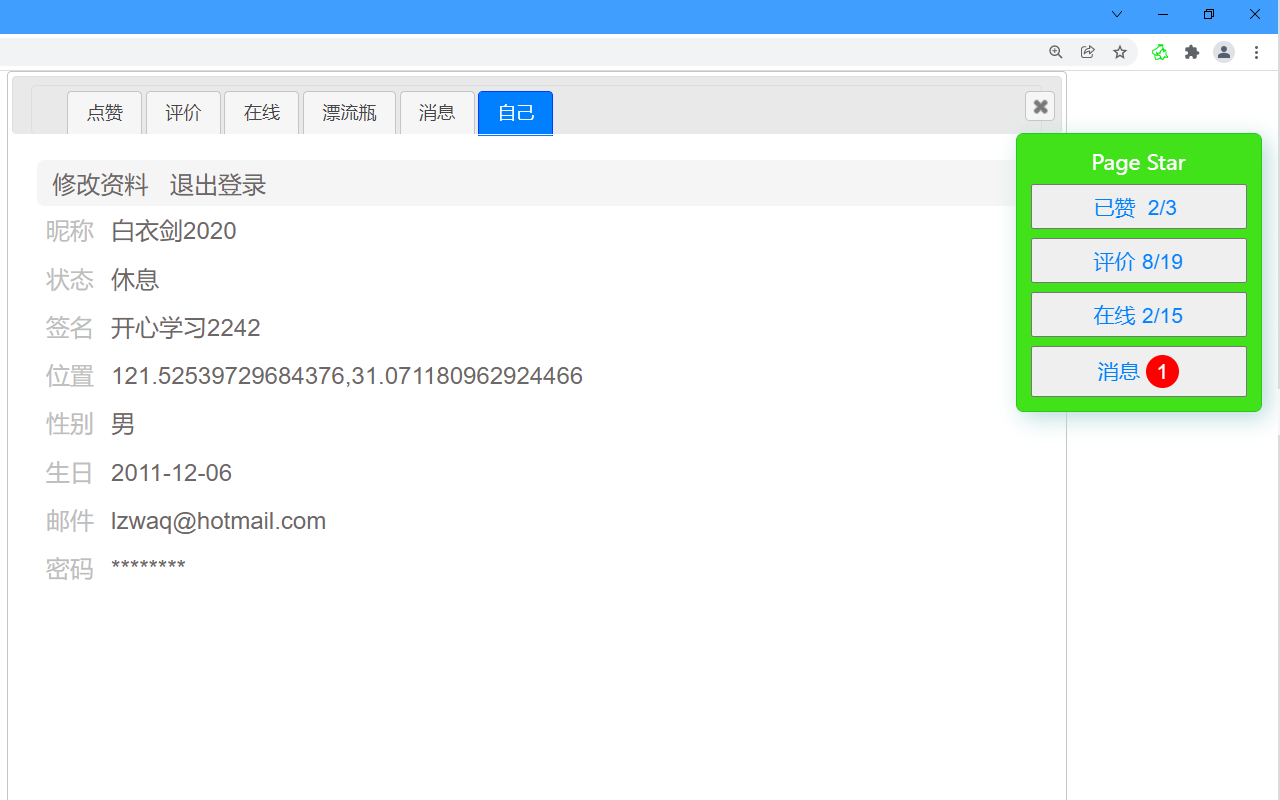 点赞 评价 在线 漂流瓶 消息 自己
Page Star
修改资料 退出登录
已赞 2/3
昵称 白衣剑2020
评价 8/19
状态 休息
在线 2/15
签名 开心学习2242
消息 1
位置 121.52539729684376,31.071180962924466
性别 男
生日 2011-12-06
邮件 lzwaq@hotmail.com
密码 ********